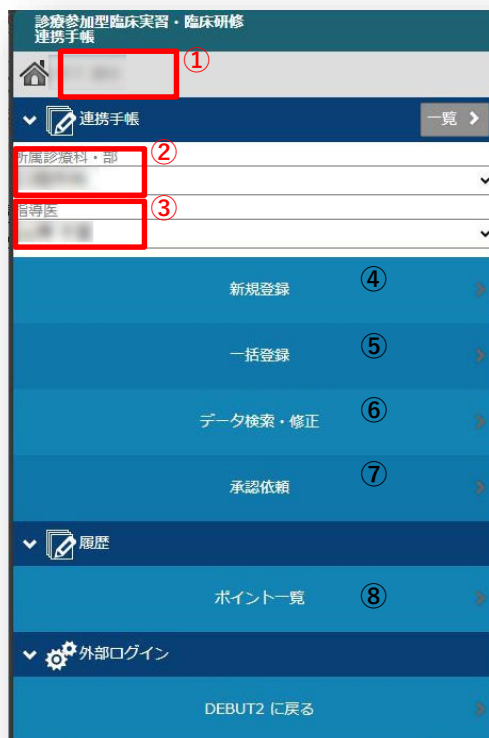 診療参加型臨床実習・臨床研修
連携手帳
①
連携手帳
一覧
所属診療科・部
②
指導医
③
新規登録
④
一括登録
⑤
データ検索・修正
⑥
承認依頼
⑦
履歴
ポイント一覧
⑧
外部ログイン
DEBUT2 に戻る